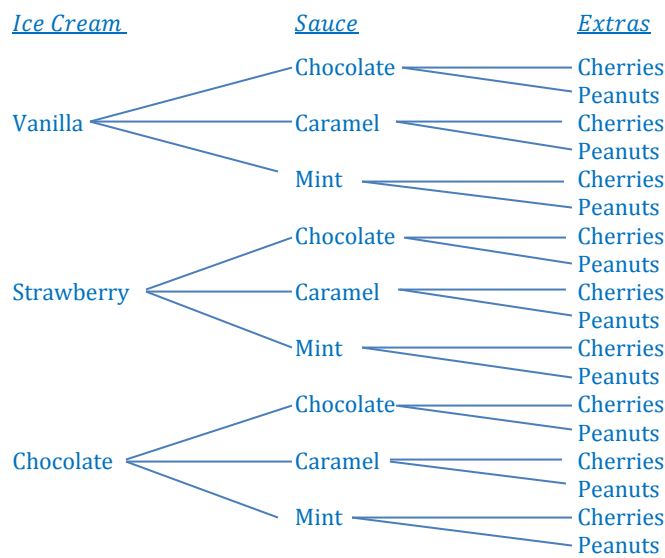 Ice Cream Sauce Extras
Chocolate Cherries
Peanuts
Vanilla Caramel Cherries
Peanuts
Mint Cherries
Peanuts
Chocolate Cherries
Peanuts
Strawberry Caramel Cherries
Peanuts
Mint Cherries
Peanuts
Chocolate Cherries
Peanuts
Chocolate Caramel Cherries
Peanuts
Mint Cherries
Peanuts